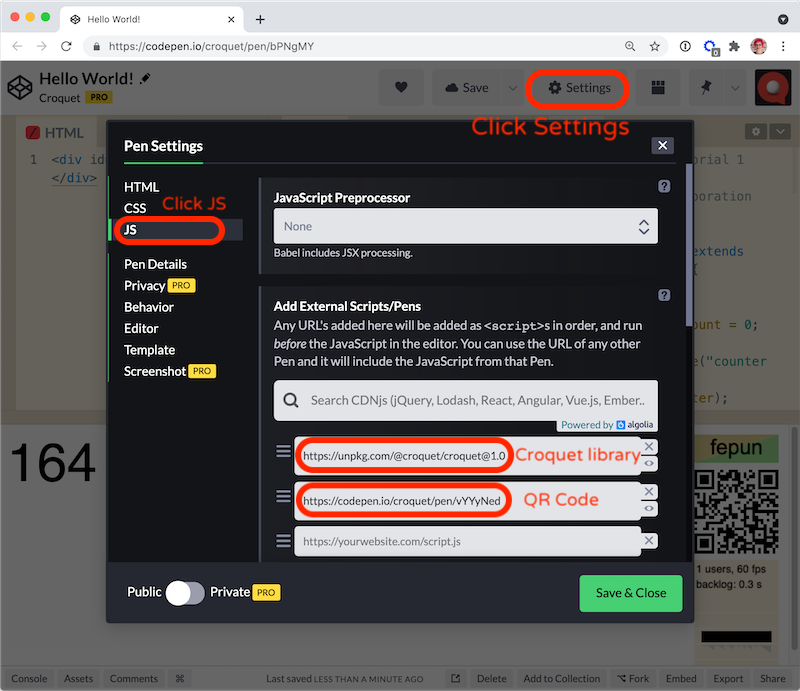 Hello World!
https://codepen.io/croquet/pen/bPNgMY
0
Hello World!
Croquet PRO
Save
Settings
Click Settings
HTML
1 <div id
</div>
orial 1
oration
extends
{
ount = 0;
e("counter
ter);
Pen Settings
HTML
CSS
Click JS
JS
Pen Details
Privacy PRO
Behavior
Editor
Template
Screenshot PRO
?
JavaScript Preprocessor
None
Babel includes JSX processing.
?
Add External Scripts/Pens
Any URL's added here will be added as <script>s in order, and run
before the JavaScript in the editor. You can use the URL of any other
Pen and it will include the JavaScript from that Pen.
Search CDNjs (jQuery, Lodash, React, Angular, Vue.js, Ember..
Powered by algolia
https://unpkg.com/@croquet/croquet@1.0
Croquet library
https://codepen.io/croquet/pen/vYYyNed
QR Code
https://yourwebsite.com/script.js
Public Private PRO
Save & Close
164
fepun
1 users, 60 fps
backlog: 0.3 s
Console Assets Comments ⌘ Last saved LESS THAN A MINUTE AGO Delete Add to Collection Fork Embed Export Share